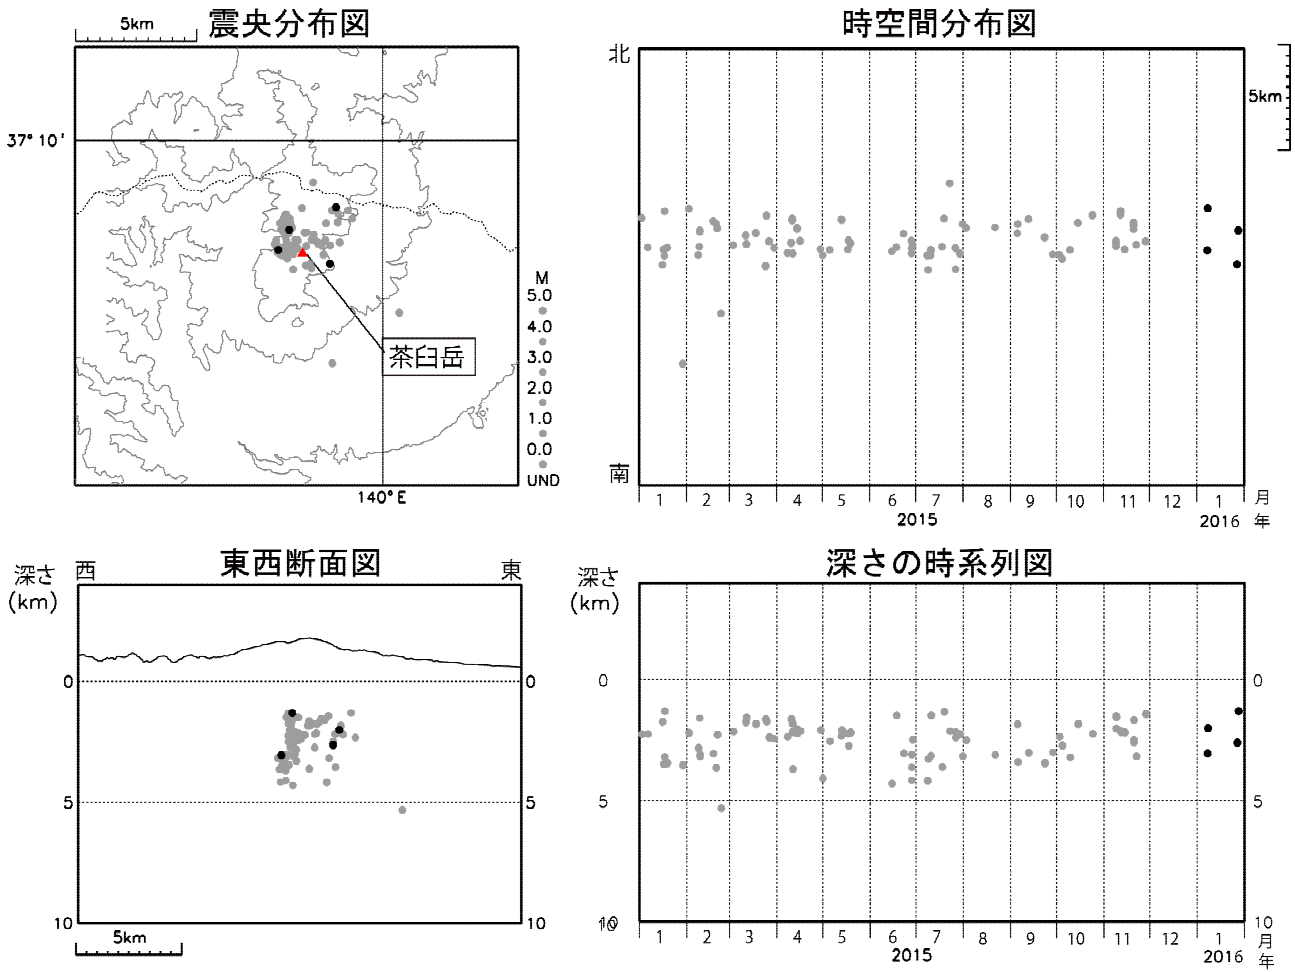 5km
震央分布図
37° 10'
茶臼岳
140° E
M
5.0
4.0
3.0
2.0
1.0
0.0
UND
時空間分布図
北
南
5km
1 2 3 4 5 6 7 8 9 10 11 12 1 月
2015 2016 年
東西断面図
深さ
(km)
西 東
0 0
5 5
10 10
5km
深さの時系列図
深さ
(km)
0 0
5 5
10 10
1 2 3 4 5 6 7 8 9 10 11 12 1 月
2015 2016 年